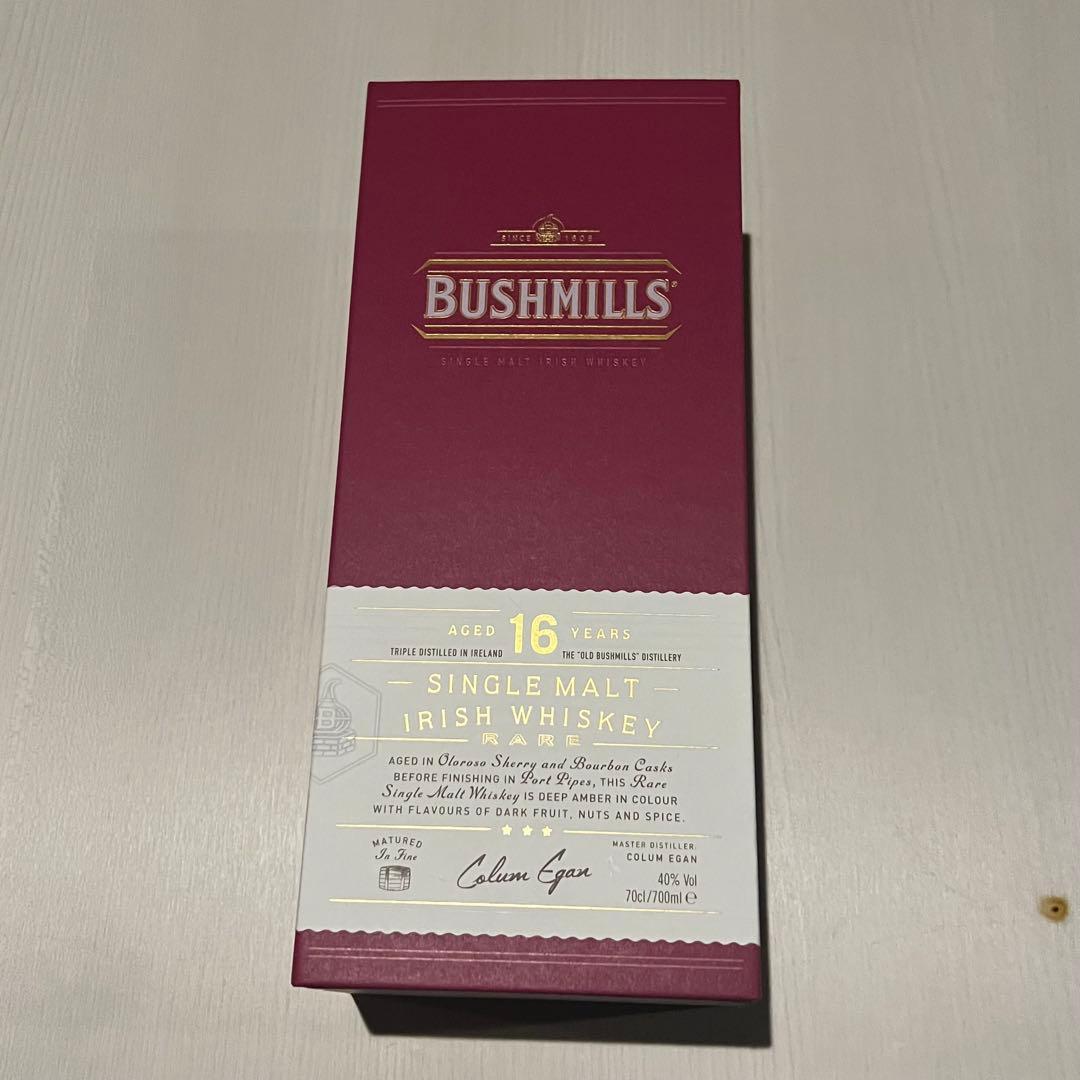 SINCE 1608
BUSHMILLS®
SINGLE MALT IRISH WHISKEY
AGED 16 YEARS
TRIPLE DISTILLED IN IRELAND THE "OLD BUSHMILLS" DISTILLERY
SINGLE MALT
IRISH WHISKEY
RARE
AGED IN Oloroso Sherry and Bourbon Casks
BEFORE FINISHING IN Port Pipes, THIS Rare
Single Malt Whiskey IS DEEP AMBER IN COLOUR
WITH FLAVOURS OF DARK FRUIT, NUTS AND SPICE.
MATURED
In Fine
Colum Egan
MASTER DISTILLER:
COLUM EGAN
40% Vol
70cl/700ml ℮